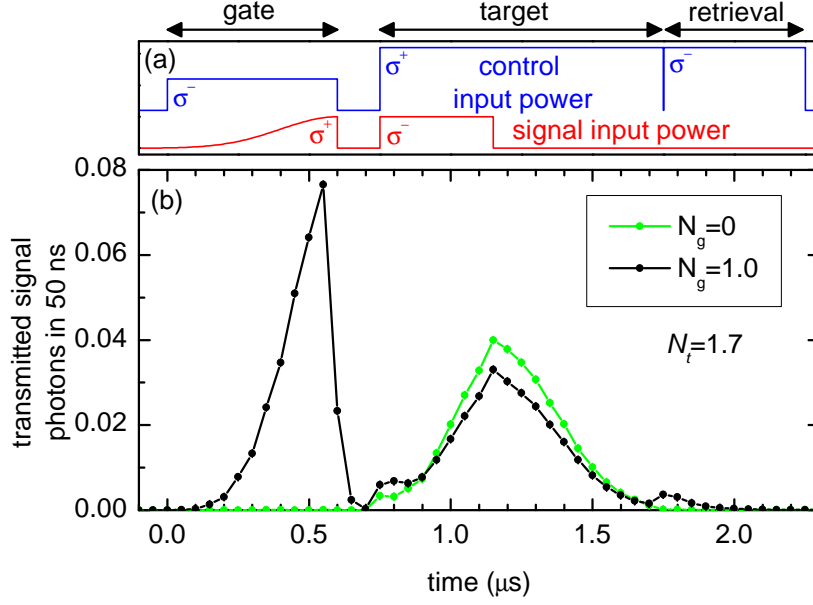 gate target retrieval
(a) σ⁺ control σ⁻
σ⁻ input power
σ⁺ σ⁻ signal input power
(b)
N_g=0
N_g=1.0
N_t=1.7
transmitted signal
photons in 50 ns
0.08
0.06
0.04
0.02
0.00
0.0 0.5 1.0 1.5 2.0
time (μs)